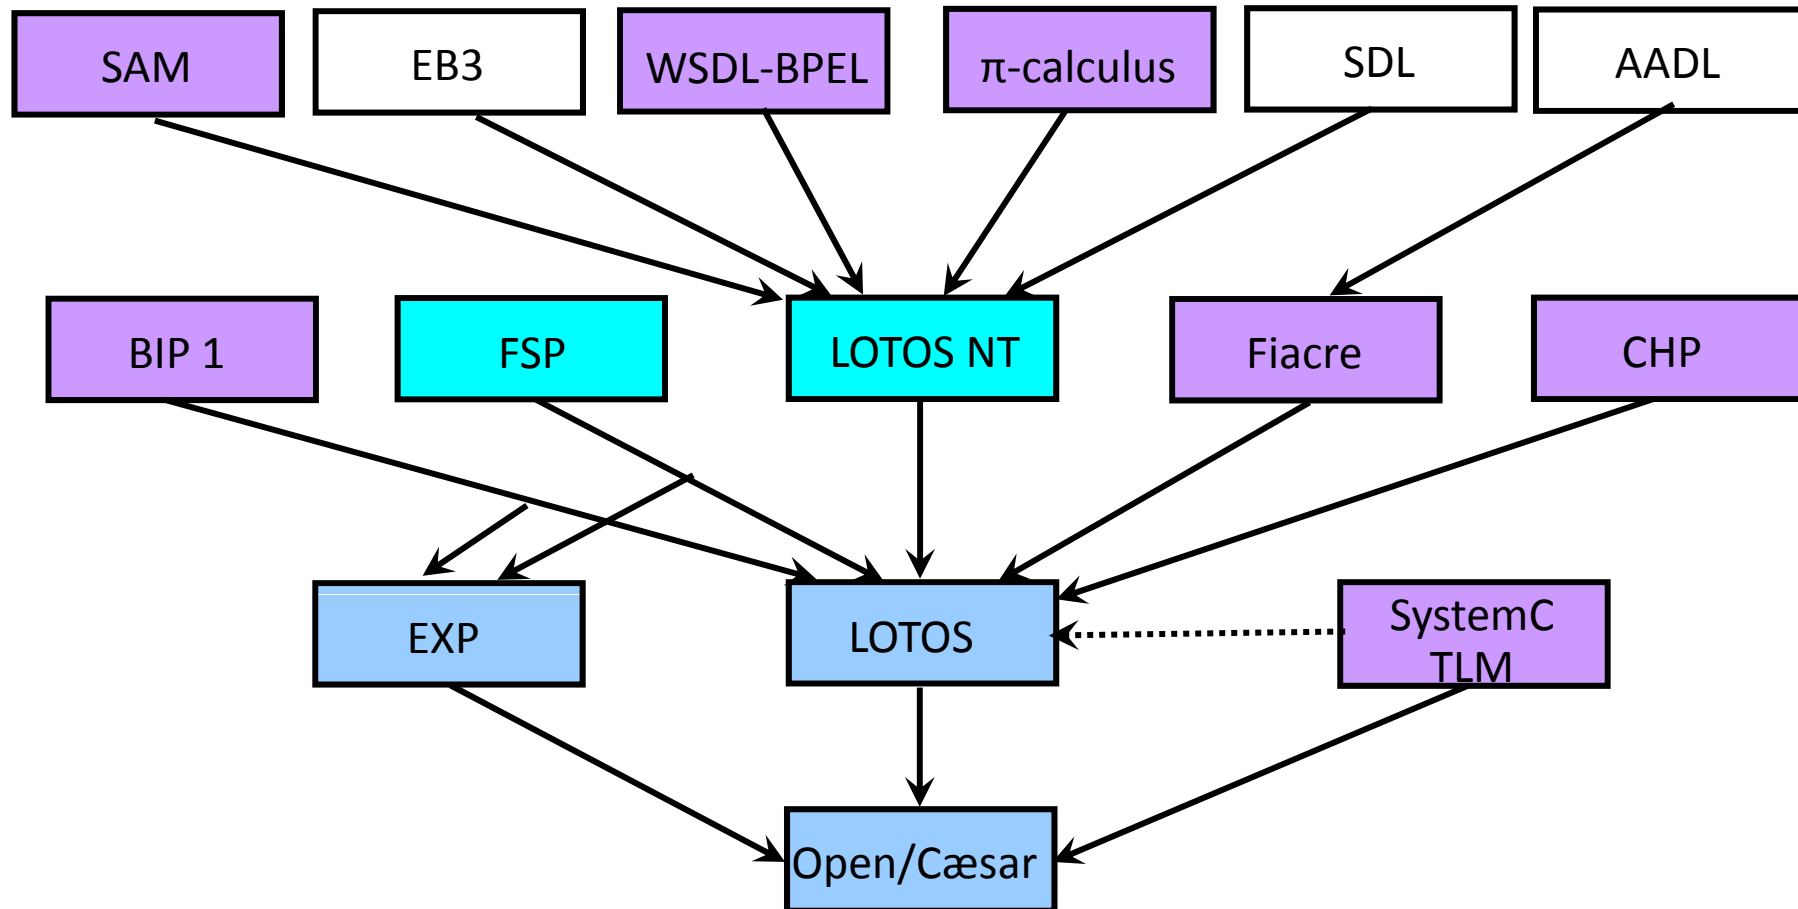 SAM
EB3
WSDL-BPEL
π-calculus
SDL
AADL
BIP 1
FSP
LOTOS NT
Fiacre
CHP
EXP
LOTOS
SystemC
TLM
Open/Cæsar